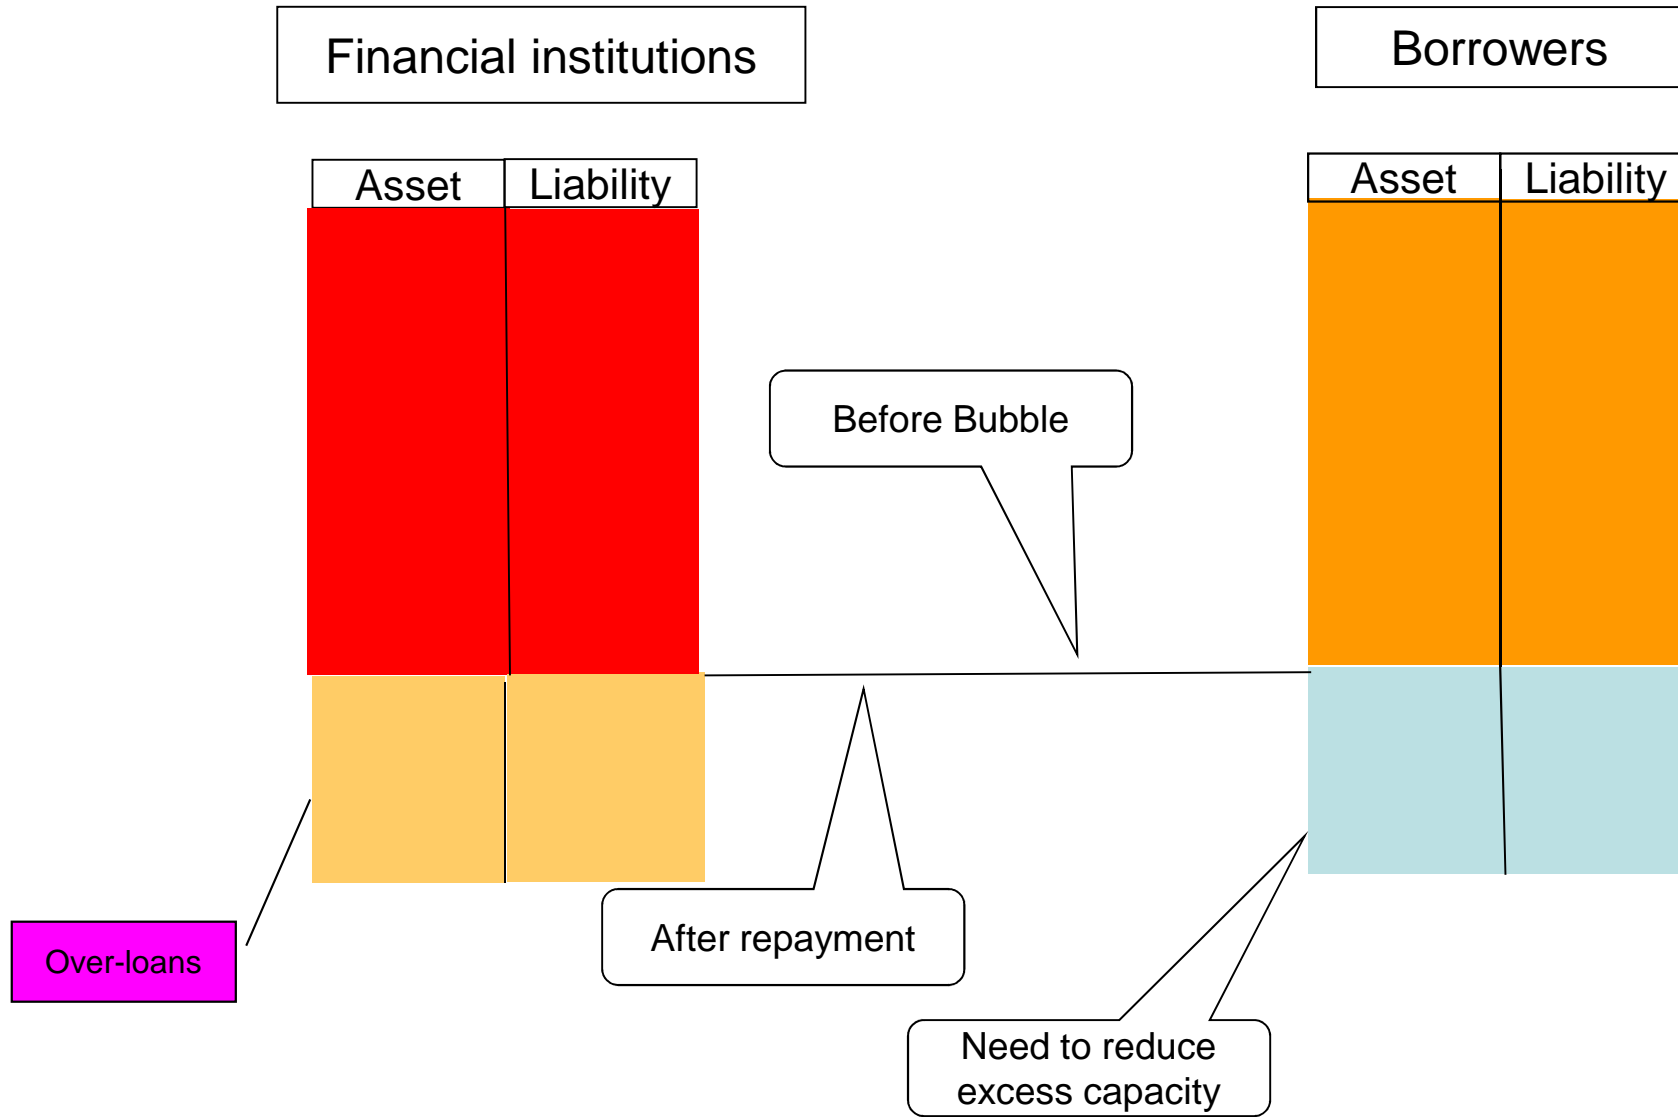 Financial institutions
Borrowers
Asset
Liability
Asset
Liability
Before Bubble
After repayment
Over-loans
Need to reduce
excess capacity